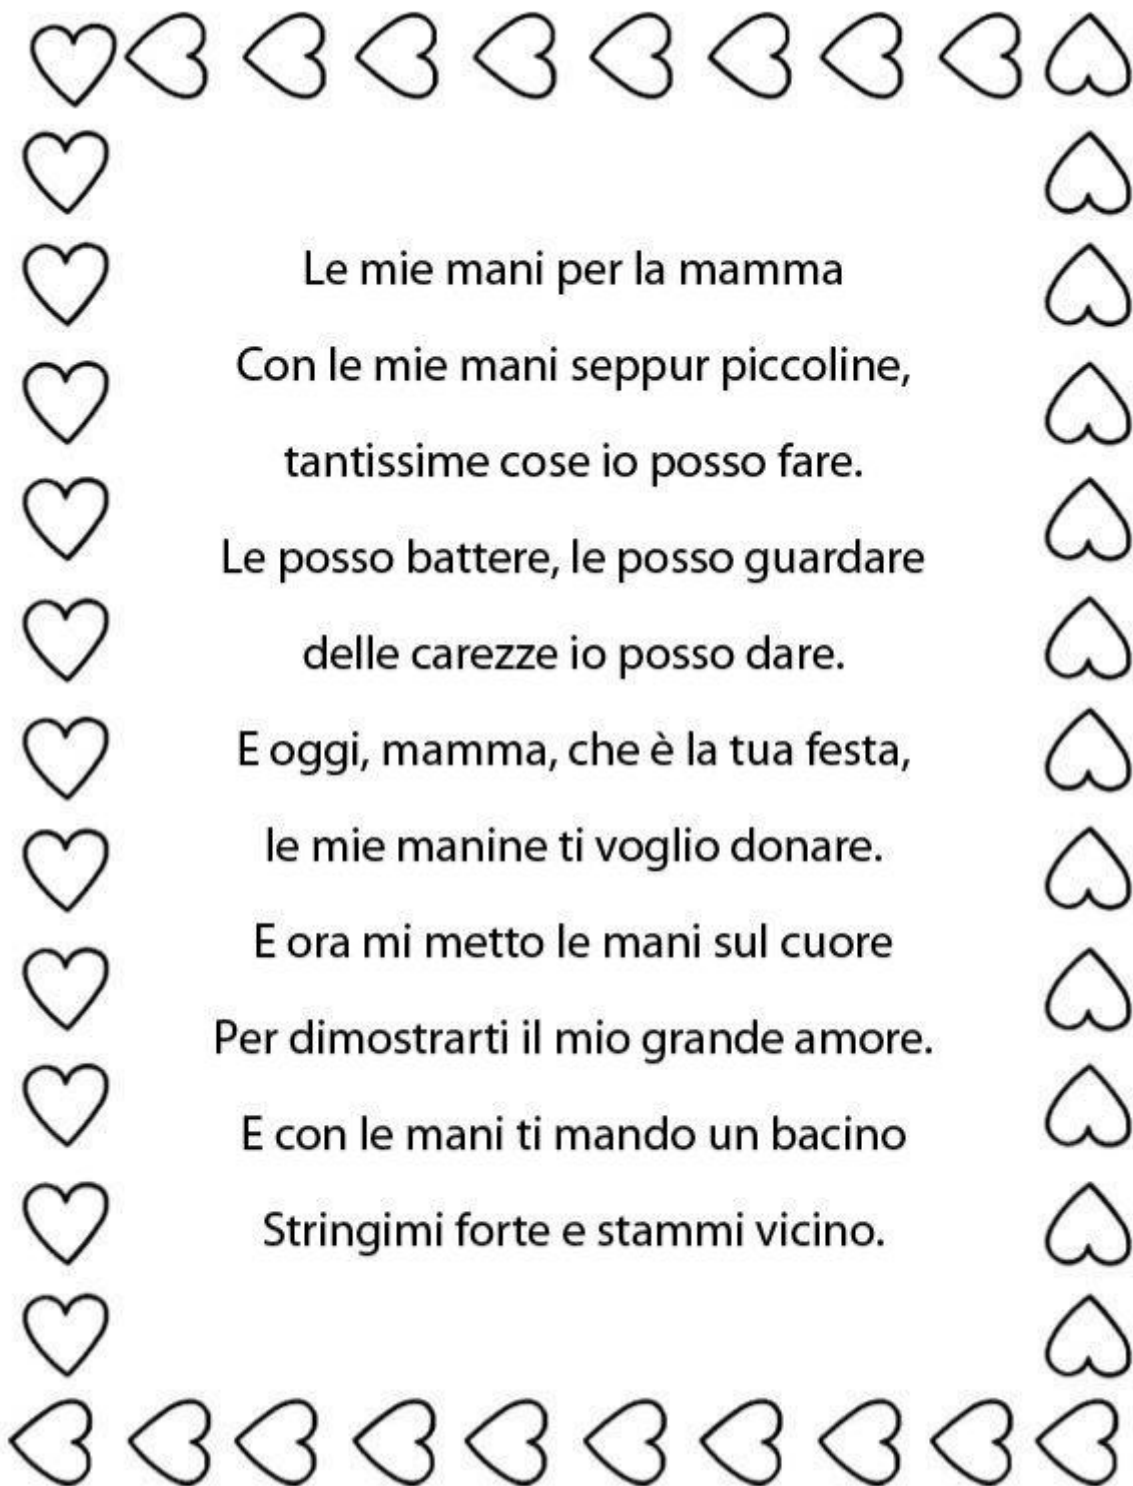 Le mie mani per la mamma
Con le mie mani seppur piccoline,
tantissime cose io posso fare.
Le posso battere, le posso guardare
delle carezze io posso dare.
E oggi, mamma, che è la tua festa,
le mie manine ti voglio donare.
E ora mi metto le mani sul cuore
Per dimostrarti il mio grande amore.
E con le mani ti mando un bacino
Stringimi forte e stammi vicino.